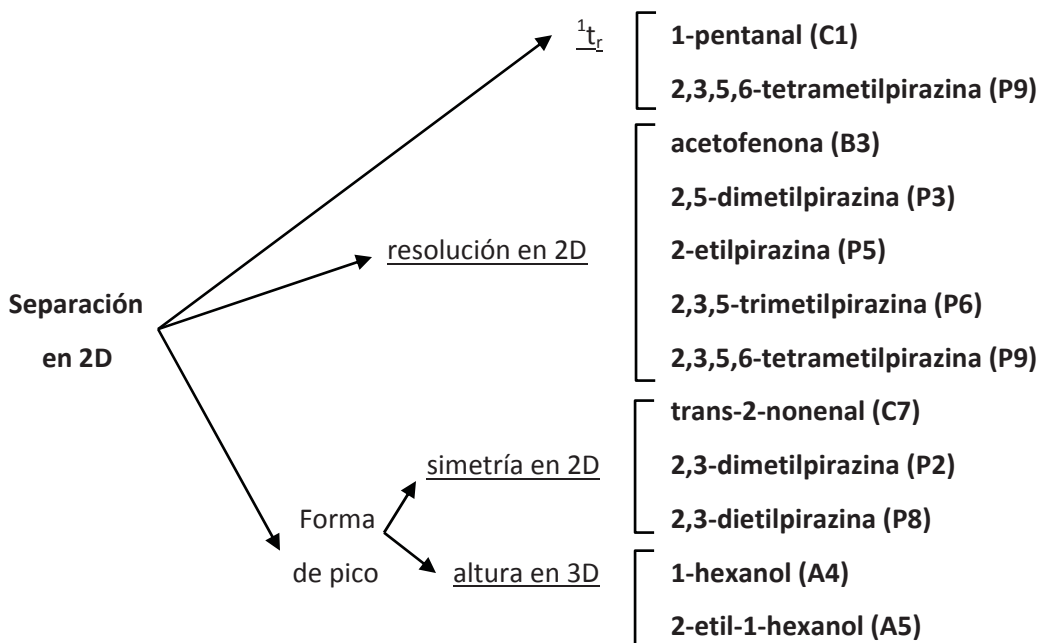 ¹tᵣ
1-pentanal (C1)
2,3,5,6-tetrametilpirazina (P9)
acetofenona (B3)
2,5-dimetilpirazina (P3)
resolución en 2D
2-etilpirazina (P5)
2,3,5-trimetilpirazina (P6)
2,3,5,6-tetrametilpirazina (P9)
Separación
en 2D
trans-2-nonenal (C7)
simetría en 2D
2,3-dimetilpirazina (P2)
2,3-dietilpirazina (P8)
Forma
de pico
altura en 3D
1-hexanol (A4)
2-etil-1-hexanol (A5)